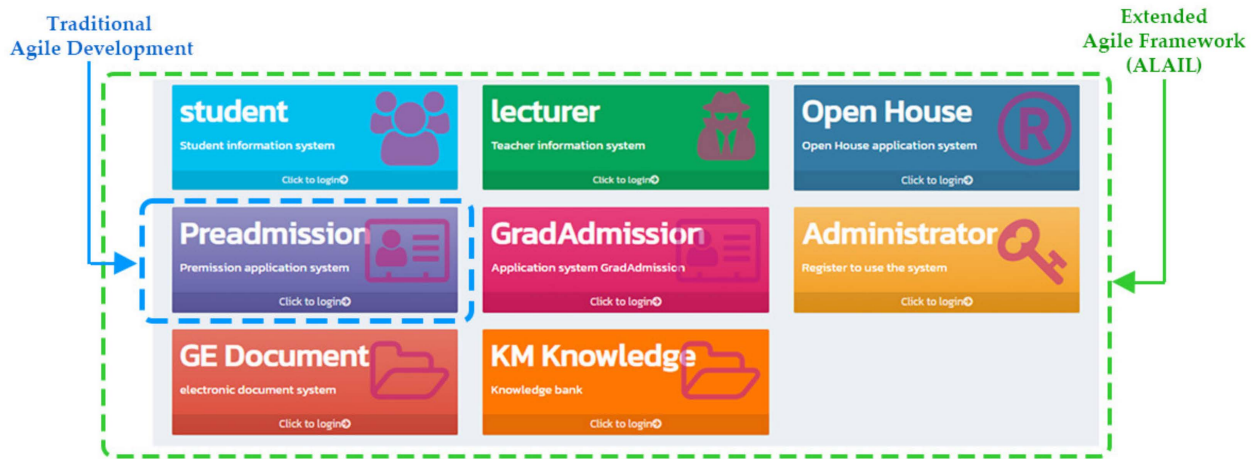 Traditional
Agile Development
Extended
Agile Framework
(ALAIL)
student
Student information system
Click to login
lecturer
Teacher information system
Click to login
Open House
Open House application system
Click to login
R
Preadmission
Premission application system
Click to login
GradAdmission
Application system GradAdmission
Click to login
Administrator
Register to use the system
Click to login
GE Document
electronic document system
Click to login
KM Knowledge
Knowledge bank
Click to login